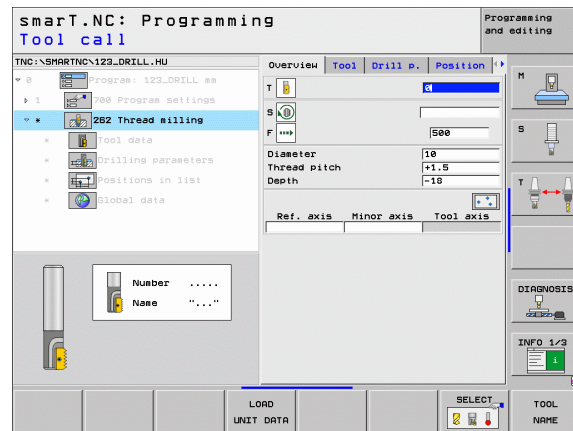 smarT.NC: Programming
Tool call
Programming and editing
TNC:\SMARTNC\123_DRILL.HU
0 Program: 123_DRILL mm
1 700 Program settings
* 262 Thread milling
* Tool data
* Drilling parameters
* Positions in list
* Global data
Overview Tool Drill p. Position
T 0
S
F 500
Diameter 10
Thread pitch +1.5
Depth -18
Ref. axis Minor axis Tool axis
Number .....
Name "..."
M
S
T
DIAGNOSIS
INFO 1/3
LOAD UNIT DATA
SELECT
TOOL NAME